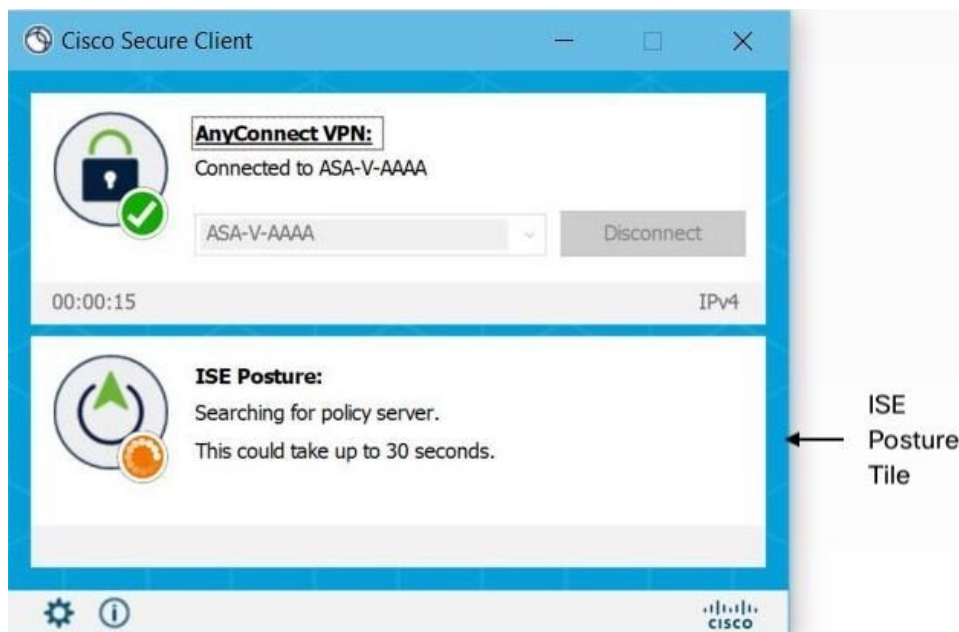 Cisco Secure Client
AnyConnect VPN:
Connected to ASA-V-AAAA
ASA-V-AAAA
Disconnect
00:00:15
IPv4
ISE Posture:
Searching for policy server.
This could take up to 30 seconds.
ISE
Posture
Tile
CISCO